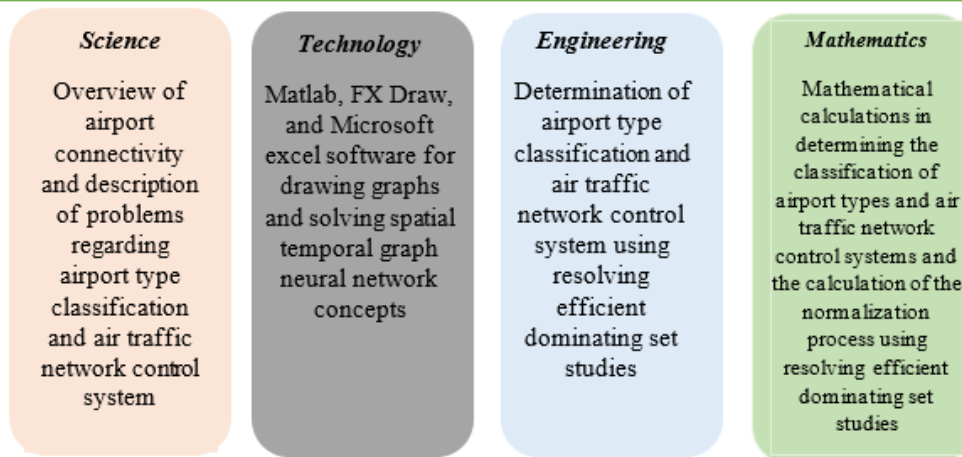 Science
Overview of
airport
connectivity
and description
of problems
regarding
airport type
classification
and air traffic
network control
system
Technology
Matlab, FX Draw,
and Microsoft
excel software for
drawing graphs
and solving spatial
temporal graph
neural network
concepts
Engineering
Determination of
airport type
classification and
air traffic
network control
system using
resolving
efficient
dominating set
studies
Mathematics
Mathematical
calculations in
determining the
classification of
airport types and air
traffic network
control systems and
the calculation of the
normalization
process using
resolving efficient
dominating set
studies